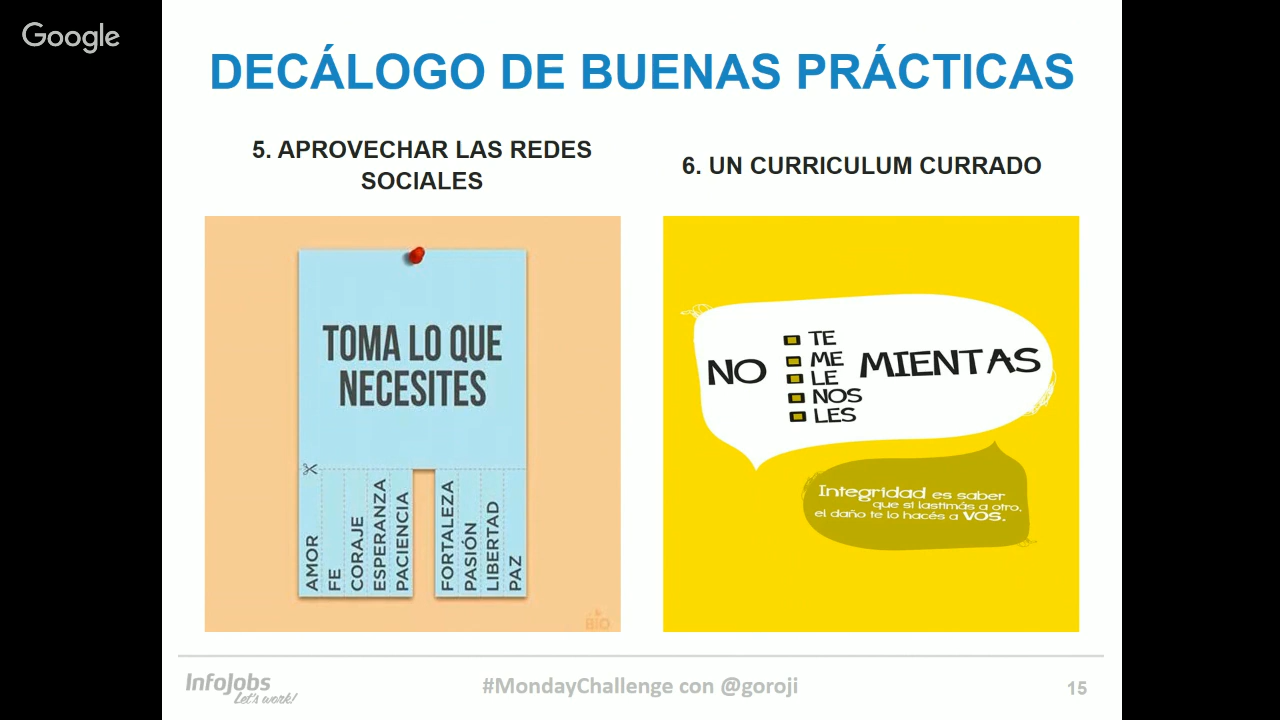 Google
DECÁLOGO DE BUENAS PRÁCTICAS
5. APROVECHAR LAS REDES
SOCIALES
TOMA LO QUE
NECESITES
AMOR
FE
CORAJE
ESPERANZA
PACIENCIA
FORTALEZA
PASIÓN
LIBERTAD
PAZ
BIO
6. UN CURRICULUM CURRADO
NO
TE
ME
LE
NOS
LES
MIENTAS
Integridad es saber
que si lastimás a otro,
el daño te lo hacés a VOS.
InfoJobs
Let's work!
#MondayChallenge con @goroji
15